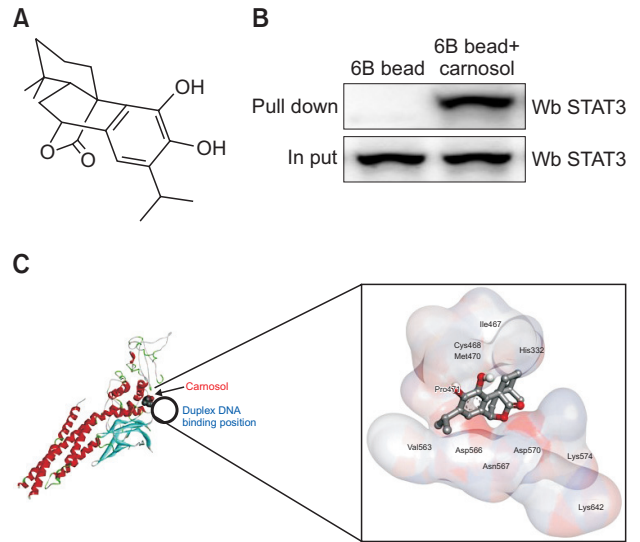 A
OH
OH
O
O
B
6B bead
6B bead+
carnosol
Pull down
Wb STAT3
In put
Wb STAT3
C
Carnosol
Duplex DNA
binding position
Ile467
Cys468
Met470
His332
Pro471
Val563
Asp566
Asp570
Asn567
Lys574
Lys642